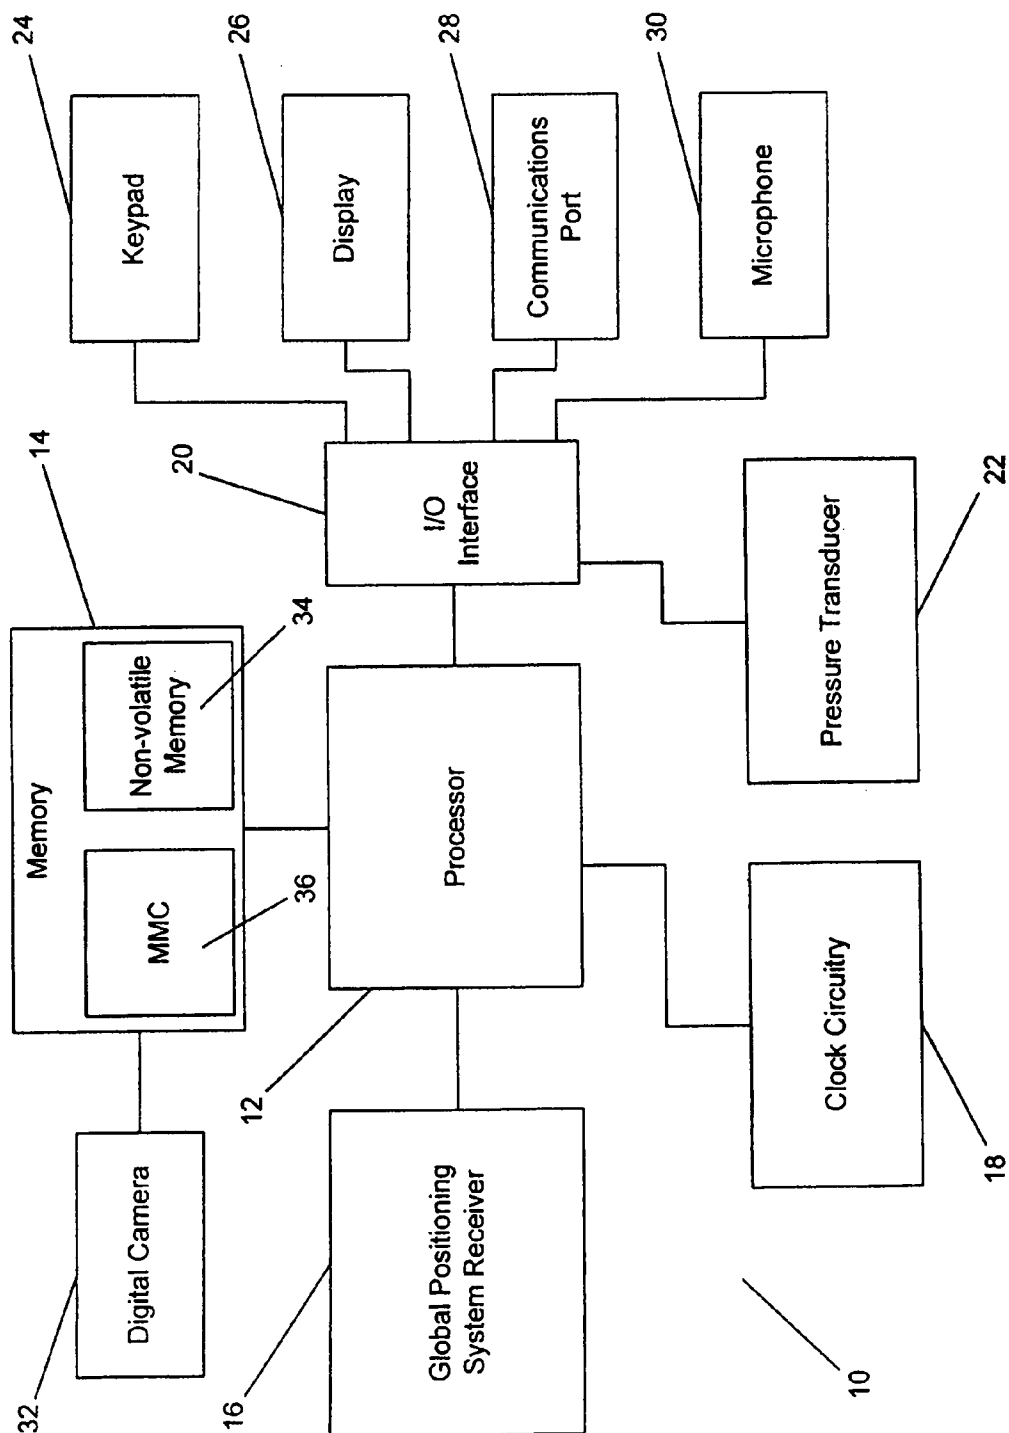 32
Digital Camera
Memory
14
MMC
36
Non-volatile
Memory
34
24
Keypad
16
Global Positioning
System Receiver
12
Processor
20
I/O
Interface
26
Display
28
Communications
Port
30
Microphone
10
18
Clock Circuitry
Pressure Transducer
22